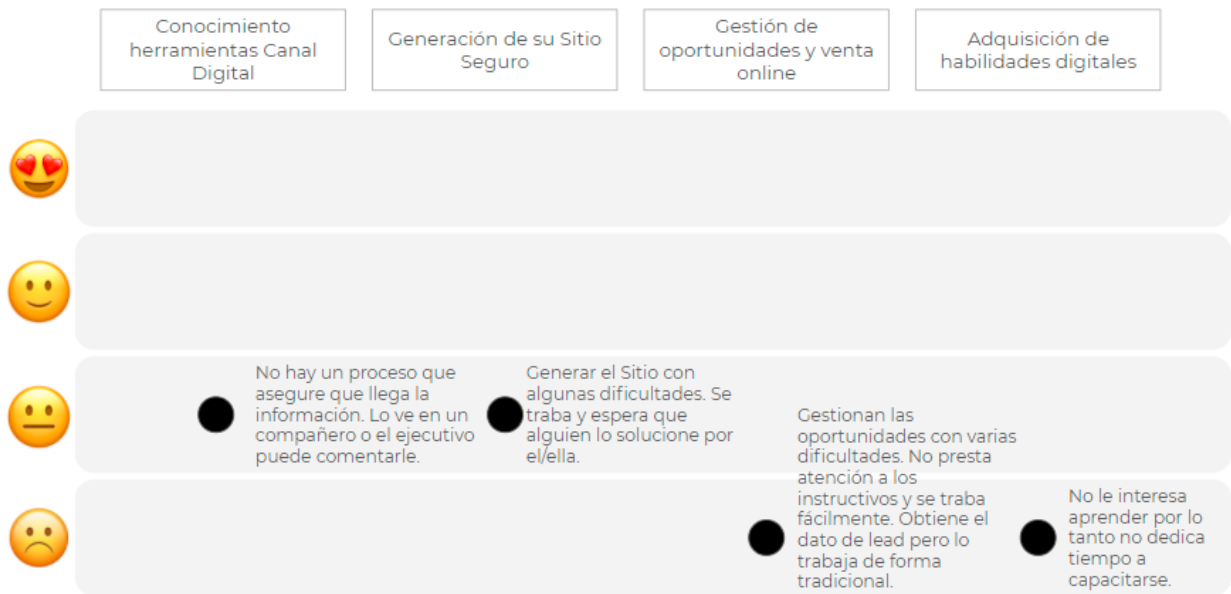 Conocimiento
herramientas Canal
Digital
Generación de su Sitio
Seguro
Gestión de
oportunidades y venta
online
Adquisición de
habilidades digitales
No hay un proceso que
asegure que llega la
información. Lo ve en un
compañero o el ejecutivo
puede comentarle.
Generar el Sitio con
algunas dificultades. Se
traba y espera que
alguien lo solucione por
el/ella.
Gestionan las
oportunidades con varias
dificultades. No presta
atención a los
instructivos y se traba
fácilmente. Obtiene el
dato de lead pero lo
trabaja de forma
tradicional.
No le interesa
aprender por lo
tanto no dedica
tiempo a
capacitarse.